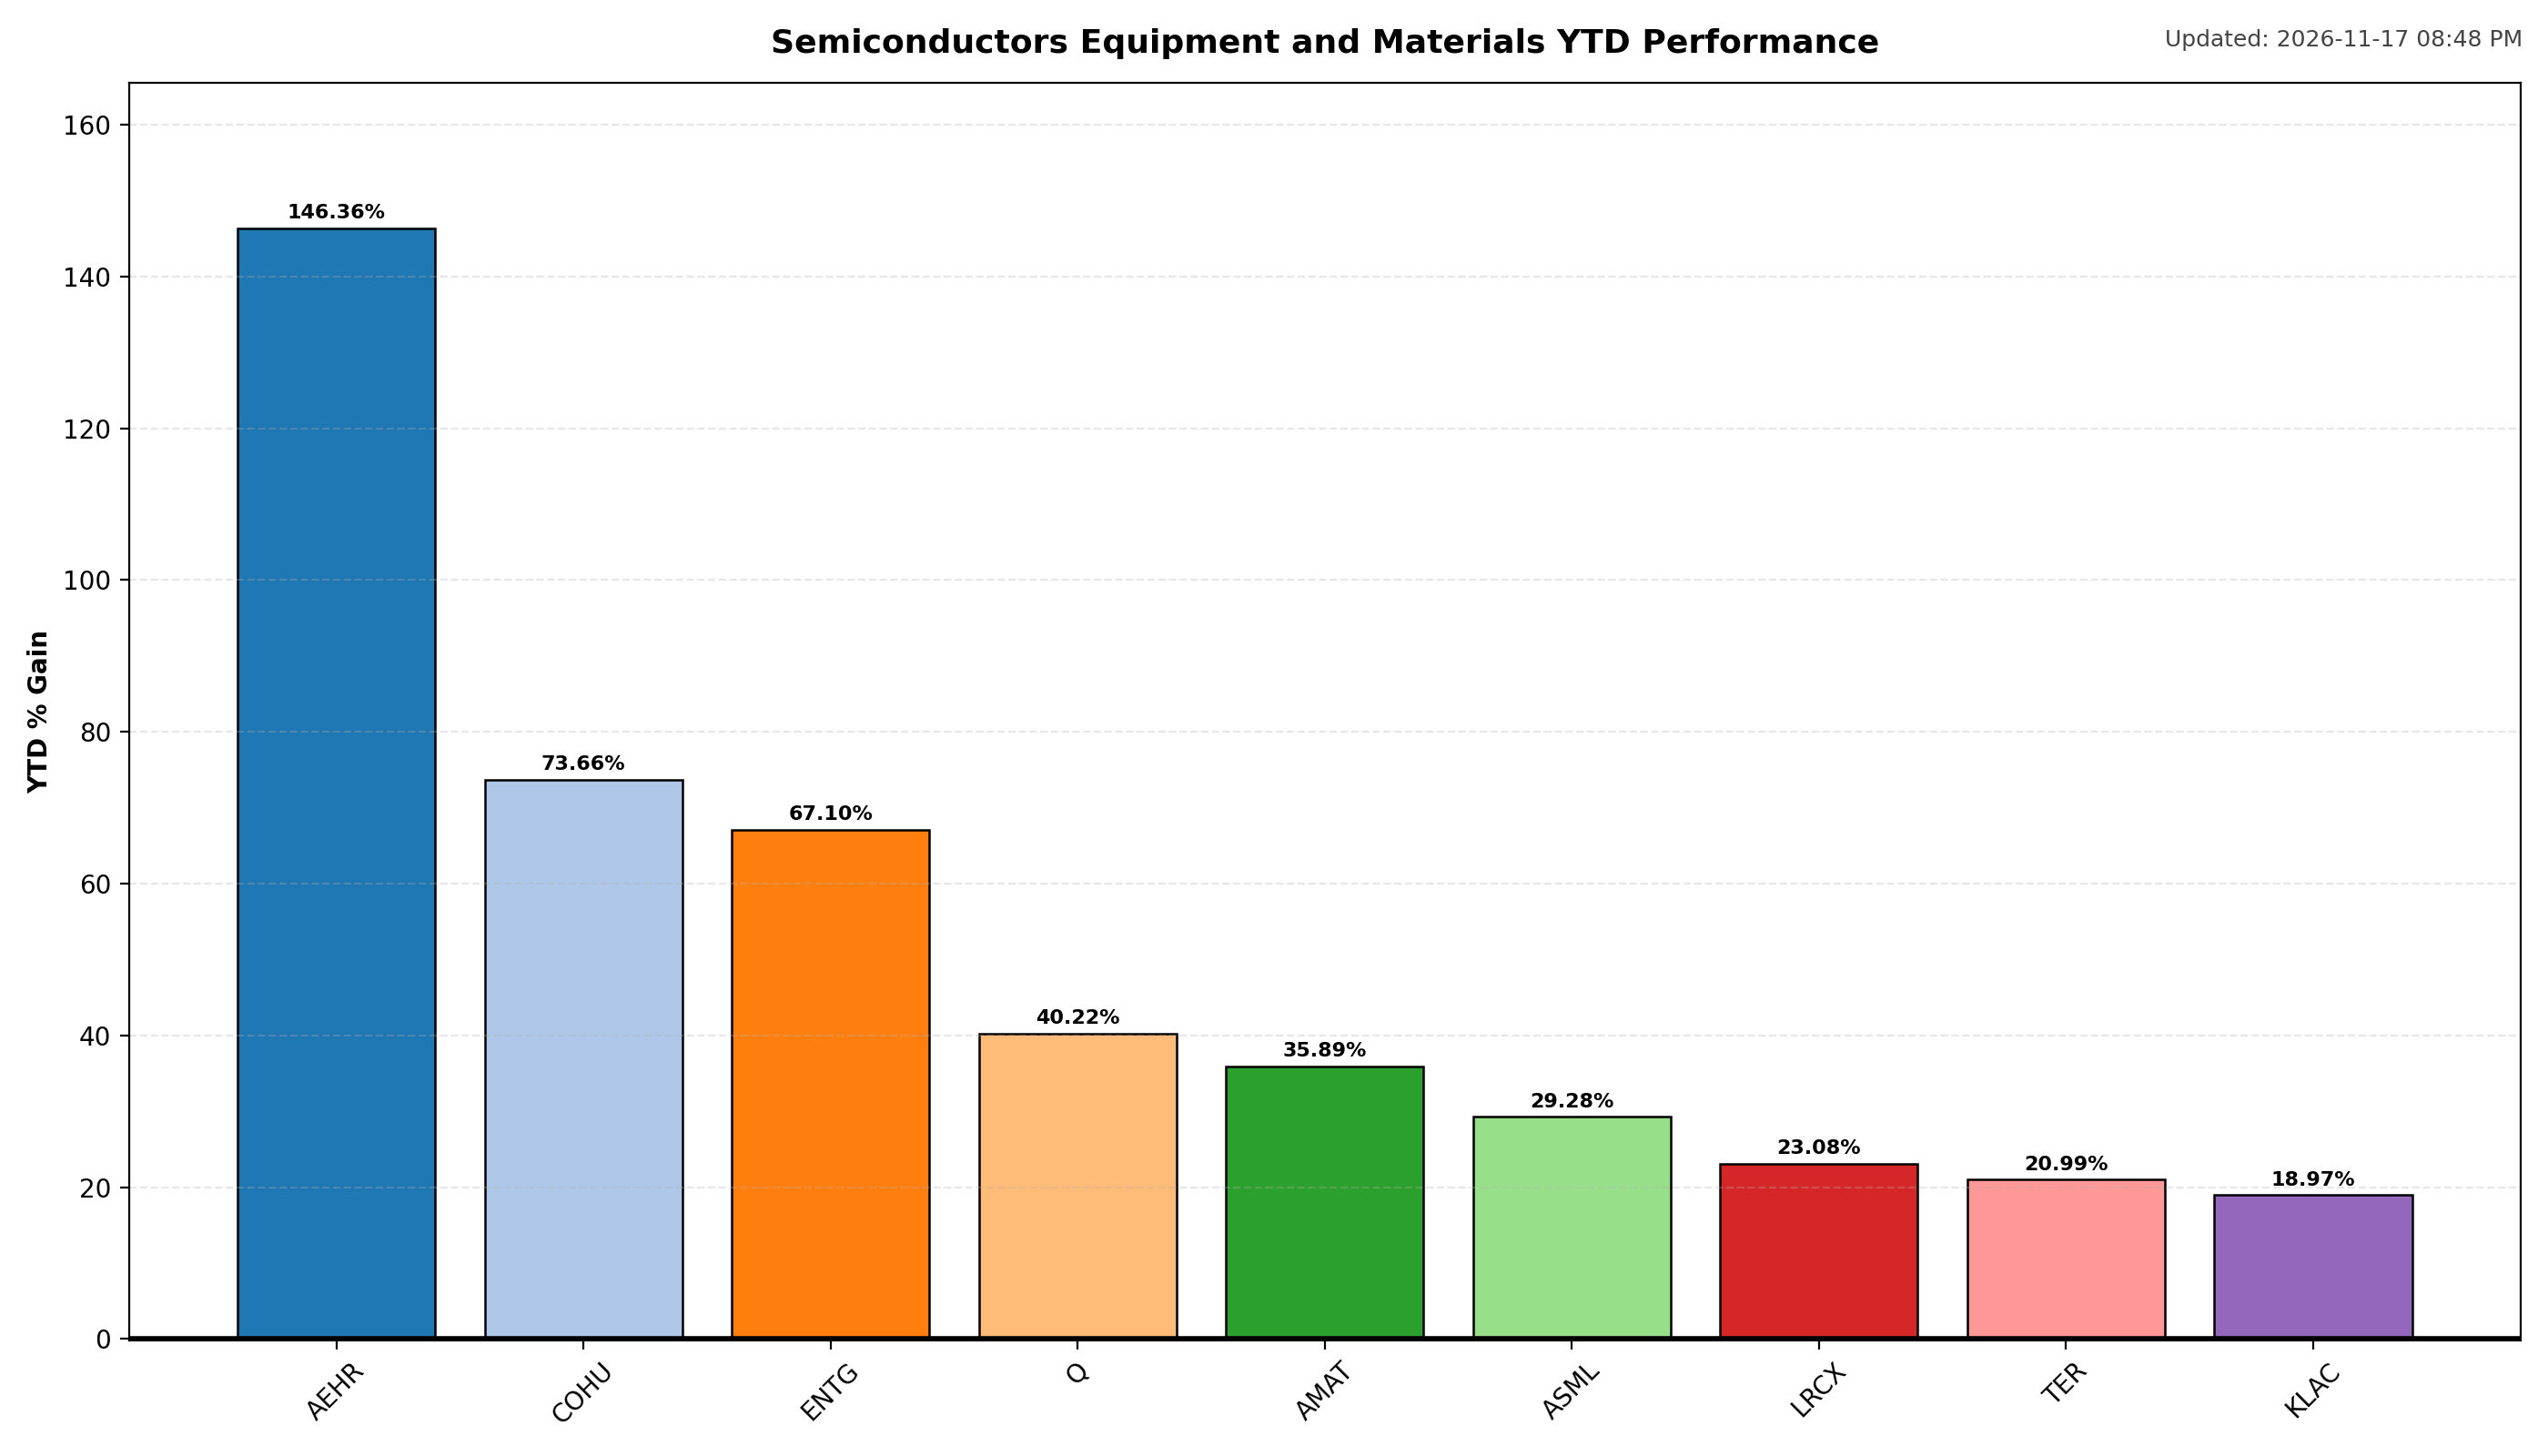 Semiconductors Equipment and Materials YTD Performance
Updated: 2026-11-17 08:48 PM
YTD % Gain
160
140
120
100
80
60
40
20
0
146.36%
73.66%
67.10%
40.22%
35.89%
29.28%
23.08%
20.99%
18.97%
AEHR
COHU
ENTG
Q
AMAT
ASML
LRCX
TER
KLAC